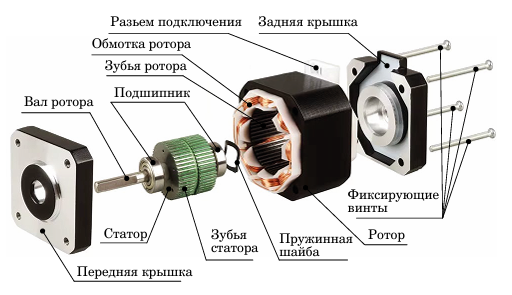 Разьем подключения
Задняя крышка
Обмотка ротора
Зубья ротора
Подшипник
Вал ротора
Фиксирующие
винты
Статор
Зубья
статора
Пружинная
шайба
Ротор
Передняя крышка